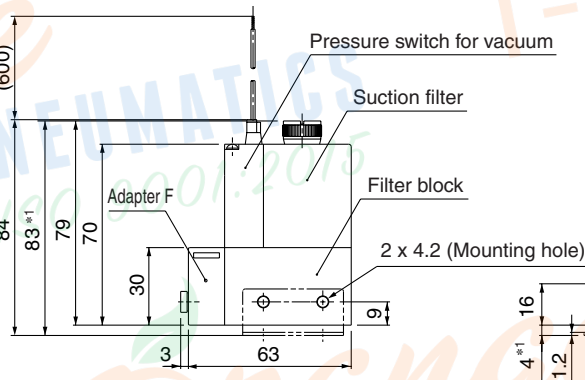 (600)
Pressure switch for vacuum
Suction filter
Adapter F
Filter block
2 x 4.2 (Mounting hole)
84
83 *1
79
70
30
9
3
63
16
4 *1
1.2
NEUMATICS
ISO 9001:2015